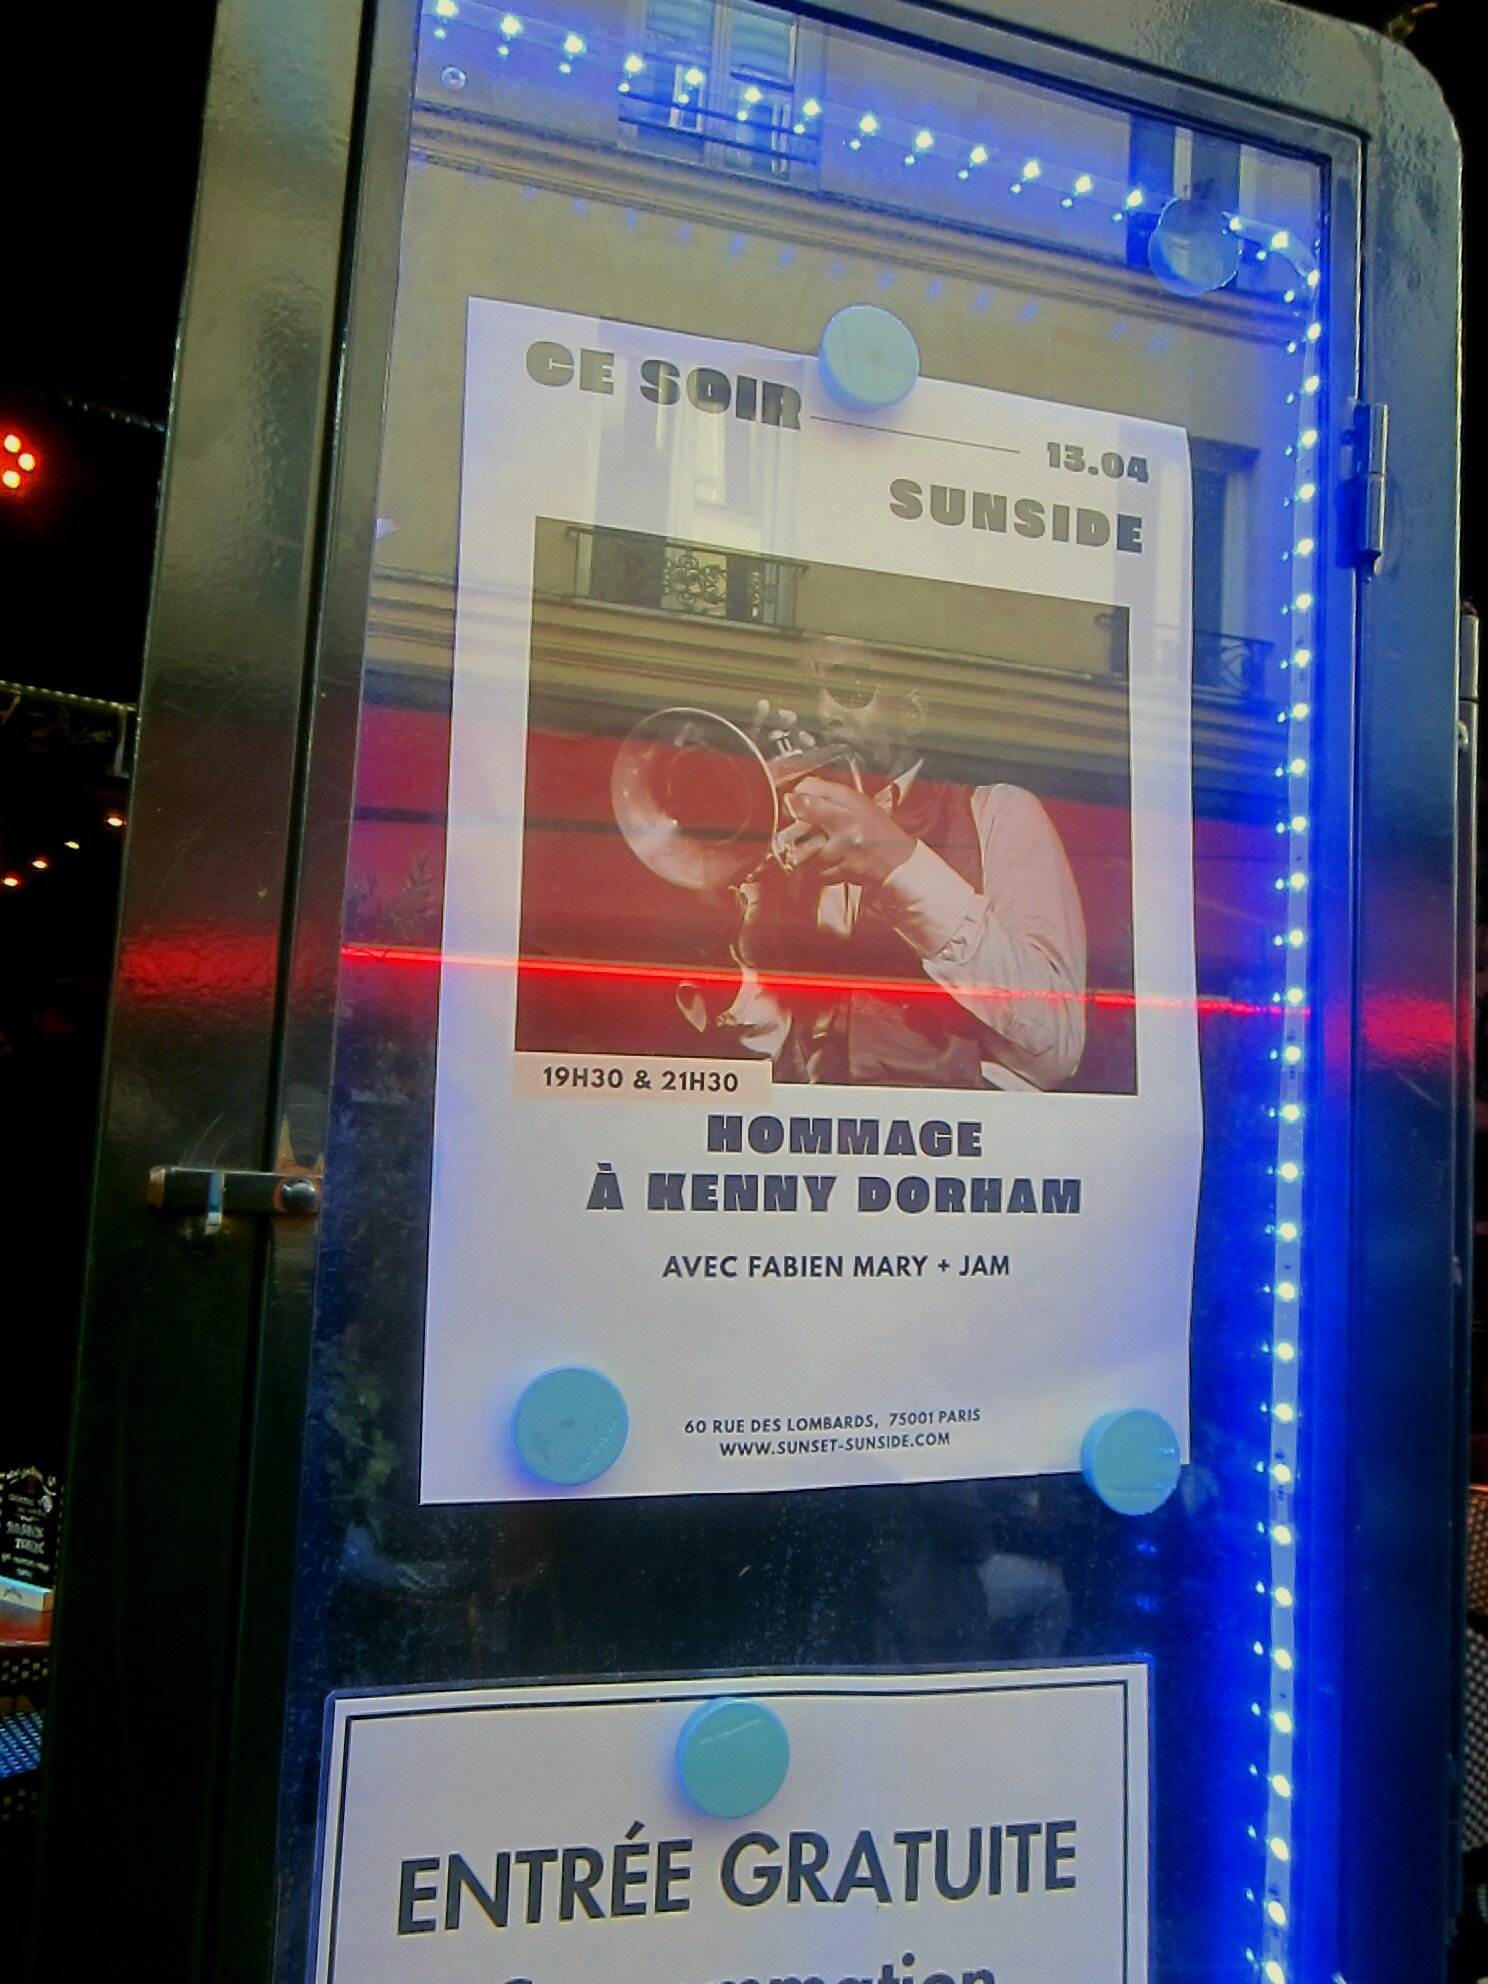 CE SOIR
13.04
SUNSIDE
19H30 & 21H30
HOMMAGE
À KENNY DORHAM
AVEC FABIEN MARY + JAM
60 RUE DES LOMBARDS, 75001 PARIS
WWW.SUNSET-SUNSIDE.COM
ENTRÉE GRATUITE